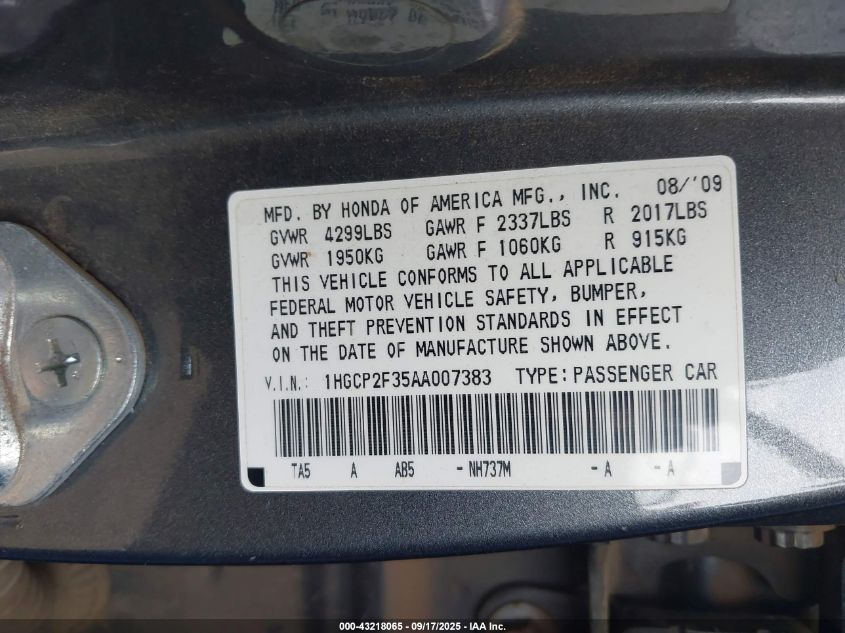 MFD. BY HONDA OF AMERICA MFG., INC. 08/'09
GVWR 4299LBS GAWR F 2337LBS R 2017LBS
GVWR 1950KG GAWR F 1060KG R 915KG
THIS VEHICLE CONFORMS TO ALL APPLICABLE
FEDERAL MOTOR VEHICLE SAFETY, BUMPER,
AND THEFT PREVENTION STANDARDS IN EFFECT
ON THE DATE OF MANUFACTURE SHOWN ABOVE.
V.I.N.: 1HGCP2F35AA007383 TYPE: PASSENGER CAR
TA5 A AB5 - NH737M - A - A
000-43218065 - 09/17/2025 - IAA Inc.